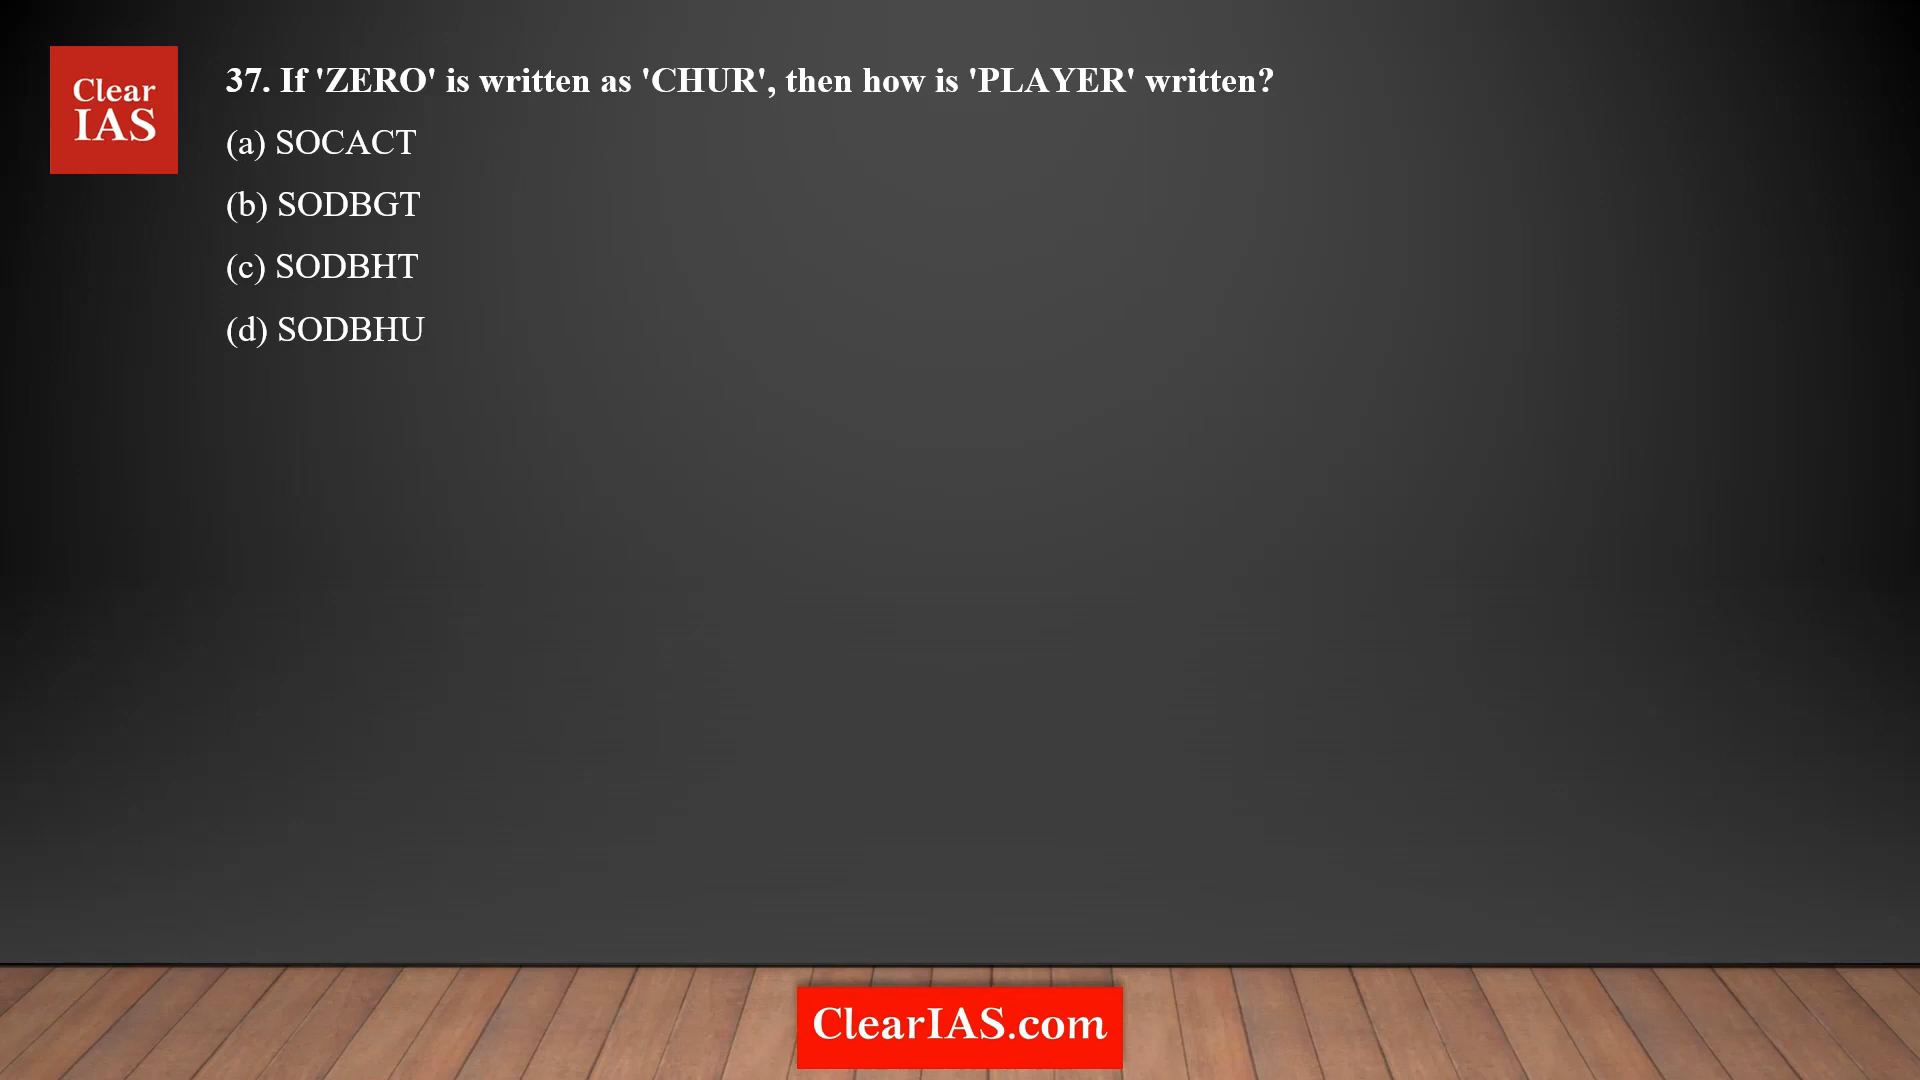 Clear
IAS
37. If 'ZERO' is written as 'CHUR', then how is 'PLAYER' written?
(a) SOCACT
(b) SODBGT
(c) SODBHT
(d) SODBHU
ClearIAS.com